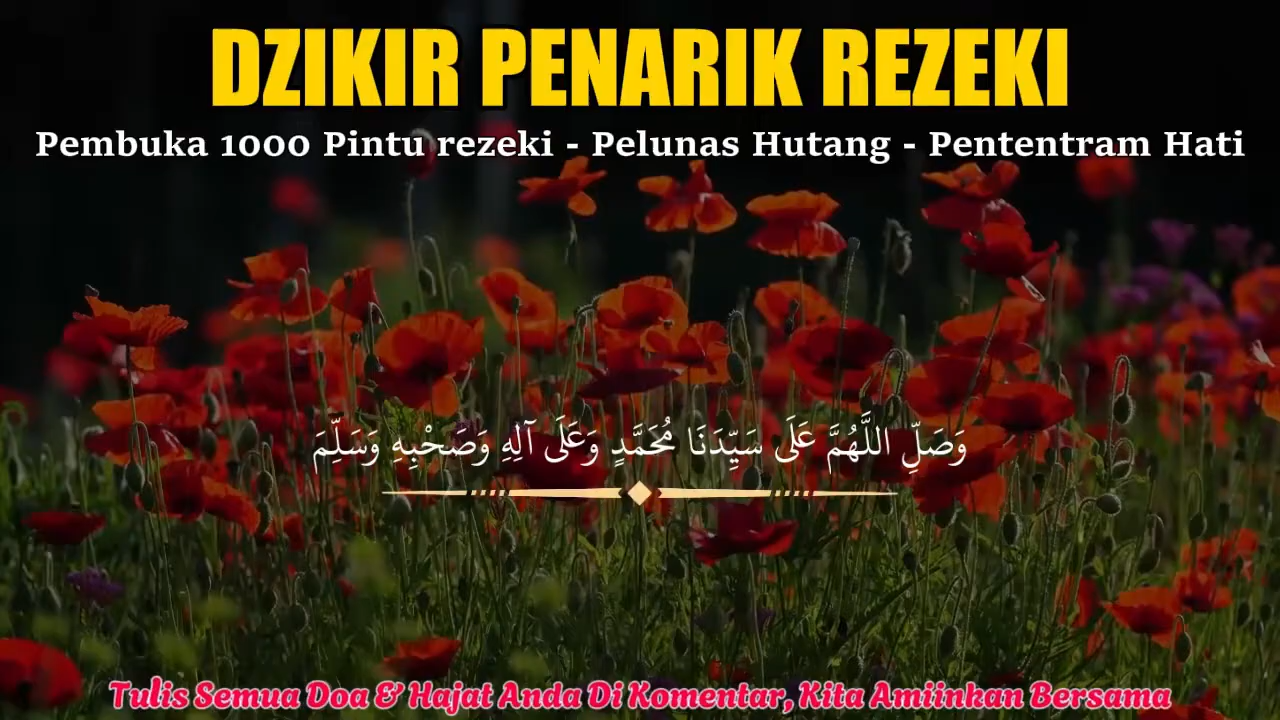 DZIKIR PENARIK REZEKI
Pembuka 1000 Pintu rezeki - Pelunas Hutang - Pententram Hati
وَصَلِّ اللَّهُمَّ عَلَى سَيِّدَنَا مُحَمَّدٍ وَعَلَى آلِهِ وَصَحْبِهِ وَسَلِّمَ
Tulis Semua Doa & Hajat Anda Di Komentar, Kita Amiinkan Bersama